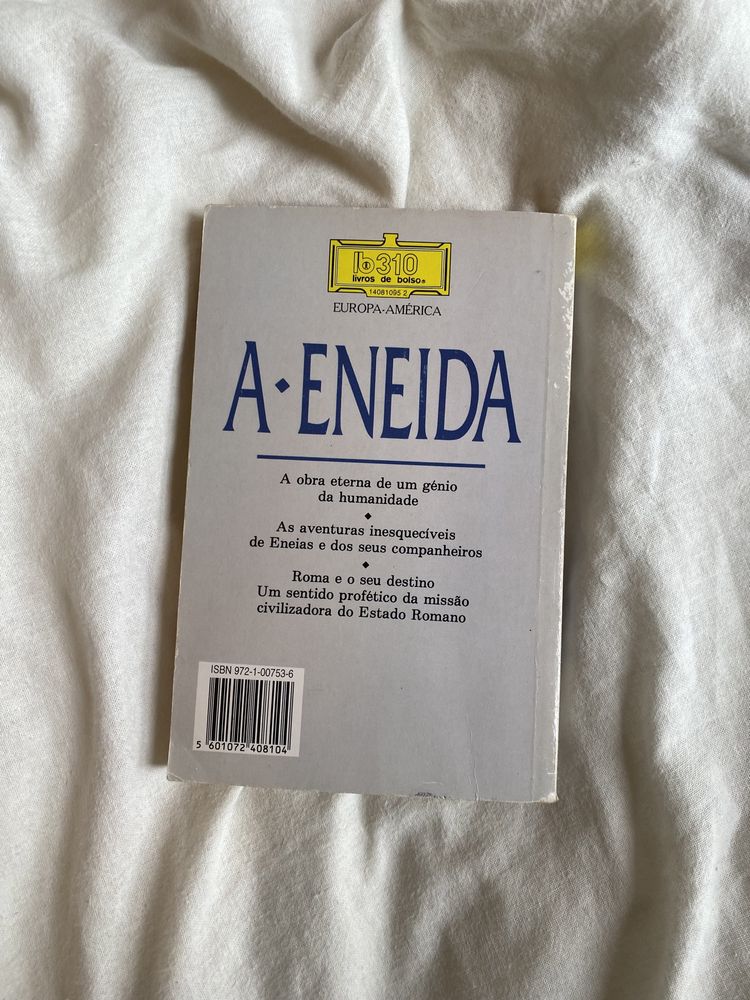 lb310
livros de bolso®
14081095 2
EUROPA-AMÉRICA
A·ENEIDA
A obra eterna de um génio
da humanidade
As aventuras inesquecíveis
de Eneias e dos seus companheiros
Roma e o seu destino
Um sentido profético da missão
civilizadora do Estado Romano
ISBN 972-1-00753-6
5 601072 408104